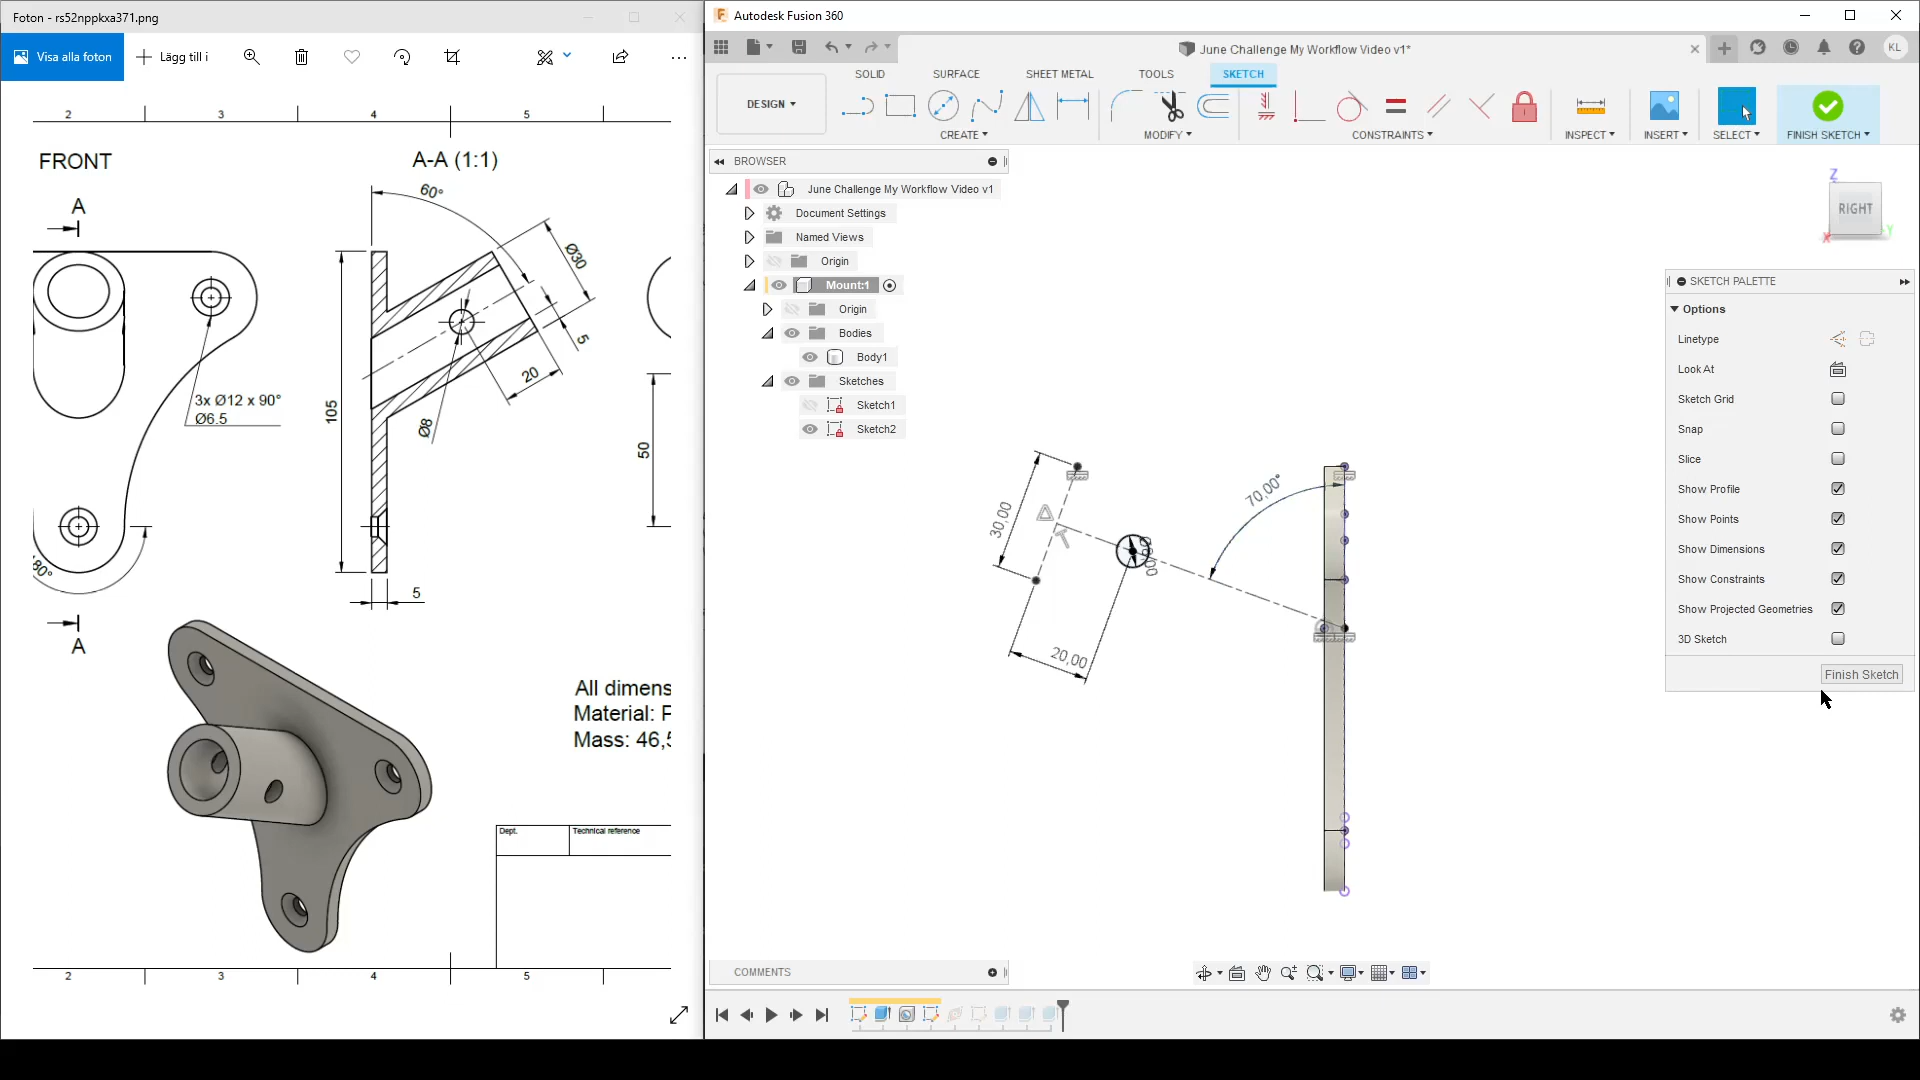 Foton - rs52nppkxa371.png
Visa alla foton
Lägg till i
2 3 4 5
FRONT
A-A (1:1)
A
60°
Ø30
5
20
Ø8
105
3x Ø12 x 90°
Ø6.5
50
80°
5
A
All dimens
Material: F
Mass: 46,5
Dept.
Technical reference
2 3 4 5
Autodesk Fusion 360
June Challenge My Workflow Video v1*
KL
DESIGN
SOLID
SURFACE
SHEET METAL
TOOLS
SKETCH
CREATE
MODIFY
CONSTRAINTS
INSPECT
INSERT
SELECT
FINISH SKETCH
BROWSER
June Challenge My Workflow Video v1
Document Settings
Named Views
Origin
Mount:1
Origin
Bodies
Body1
Sketches
Sketch1
Sketch2
Z
RIGHT
X
Y
30,00
Ø8,00
70,00°
20,00
SKETCH PALETTE
Options
Linetype
Look At
Sketch Grid
Snap
Slice
Show Profile
Show Points
Show Dimensions
Show Constraints
Show Projected Geometries
3D Sketch
Finish Sketch
COMMENTS